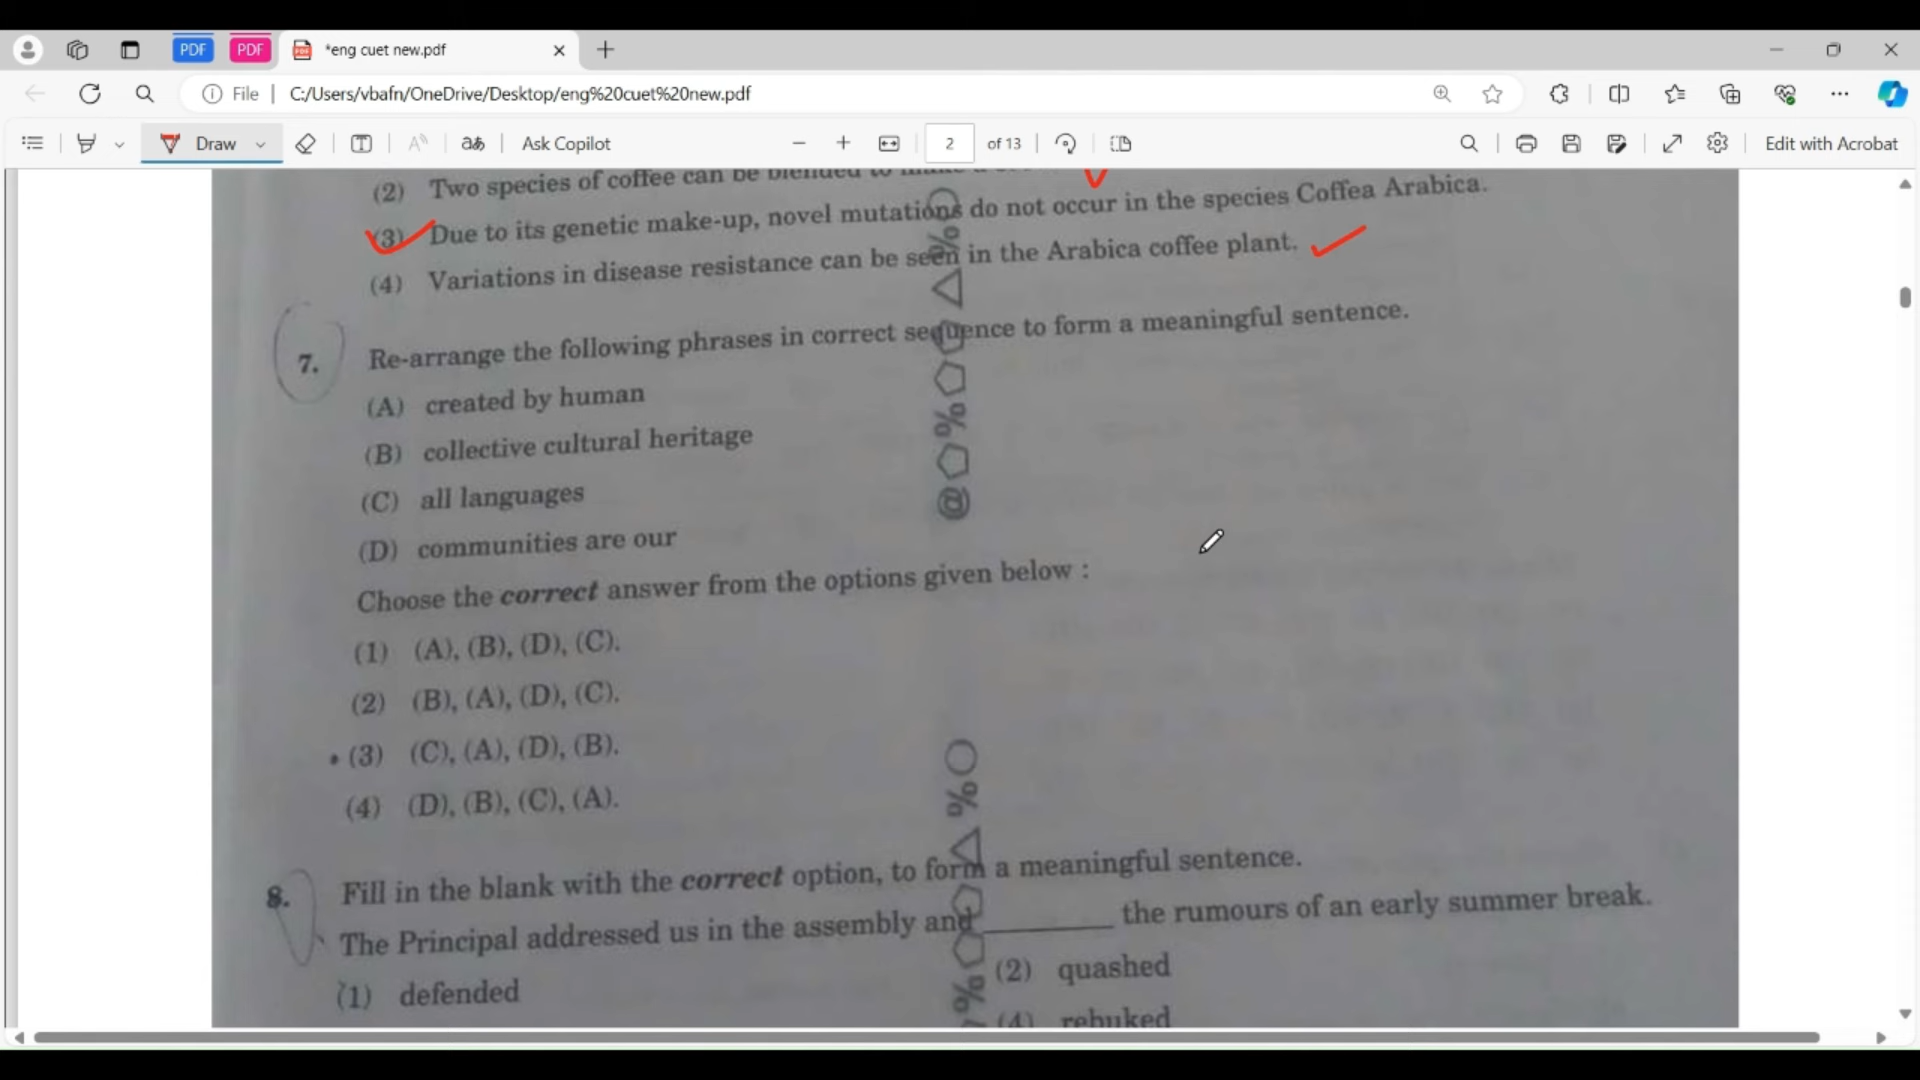 PDF
PDF
*eng cuet new.pdf
File
C:/Users/vbafn/OneDrive/Desktop/eng%20cuet%20new.pdf
Draw
Ask Copilot
2 of 13
Edit with Acrobat
(2) Two species of coffee can be blended to make a
(3) Due to its genetic make-up, novel mutations do not occur in the species Coffea Arabica.
(4) Variations in disease resistance can be seen in the Arabica coffee plant.
7. Re-arrange the following phrases in correct sequence to form a meaningful sentence.
(A) created by human
(B) collective cultural heritage
(C) all languages
(D) communities are our
Choose the correct answer from the options given below :
(1) (A), (B), (D), (C).
(2) (B), (A), (D), (C).
(3) (C), (A), (D), (B).
(4) (D), (B), (C), (A).
8. Fill in the blank with the correct option, to form a meaningful sentence.
The Principal addressed us in the assembly and ________ the rumours of an early summer break.
(1) defended
(2) quashed
(4) rebuked